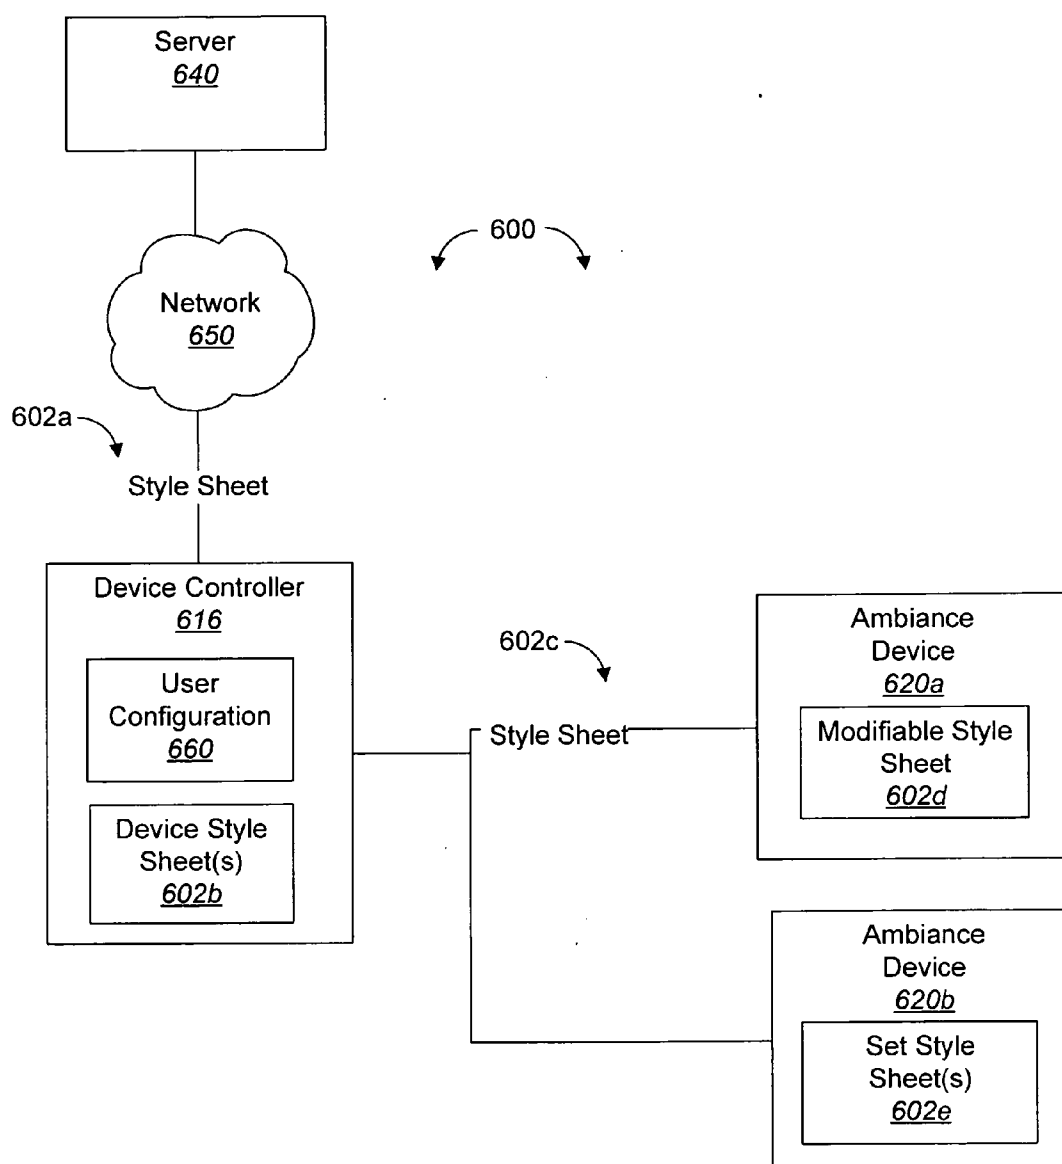 Server
640
600
Network
650
602a
Style Sheet
Device Controller
616
User
Configuration
660
Device Style
Sheet(s)
602b
602c
Style Sheet
Ambiance
Device
620a
Modifiable Style
Sheet
602d
Ambiance
Device
620b
Set Style
Sheet(s)
602e